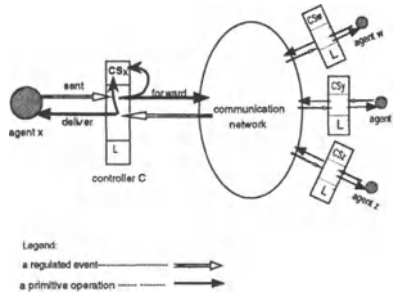 CSx
sent
forward
agent x
deliver
L
controller C
communication
network
CSw
L
agent w
CSy
L
agent
CSz
L
agent z
Legend:
a regulated event
a primitive operation